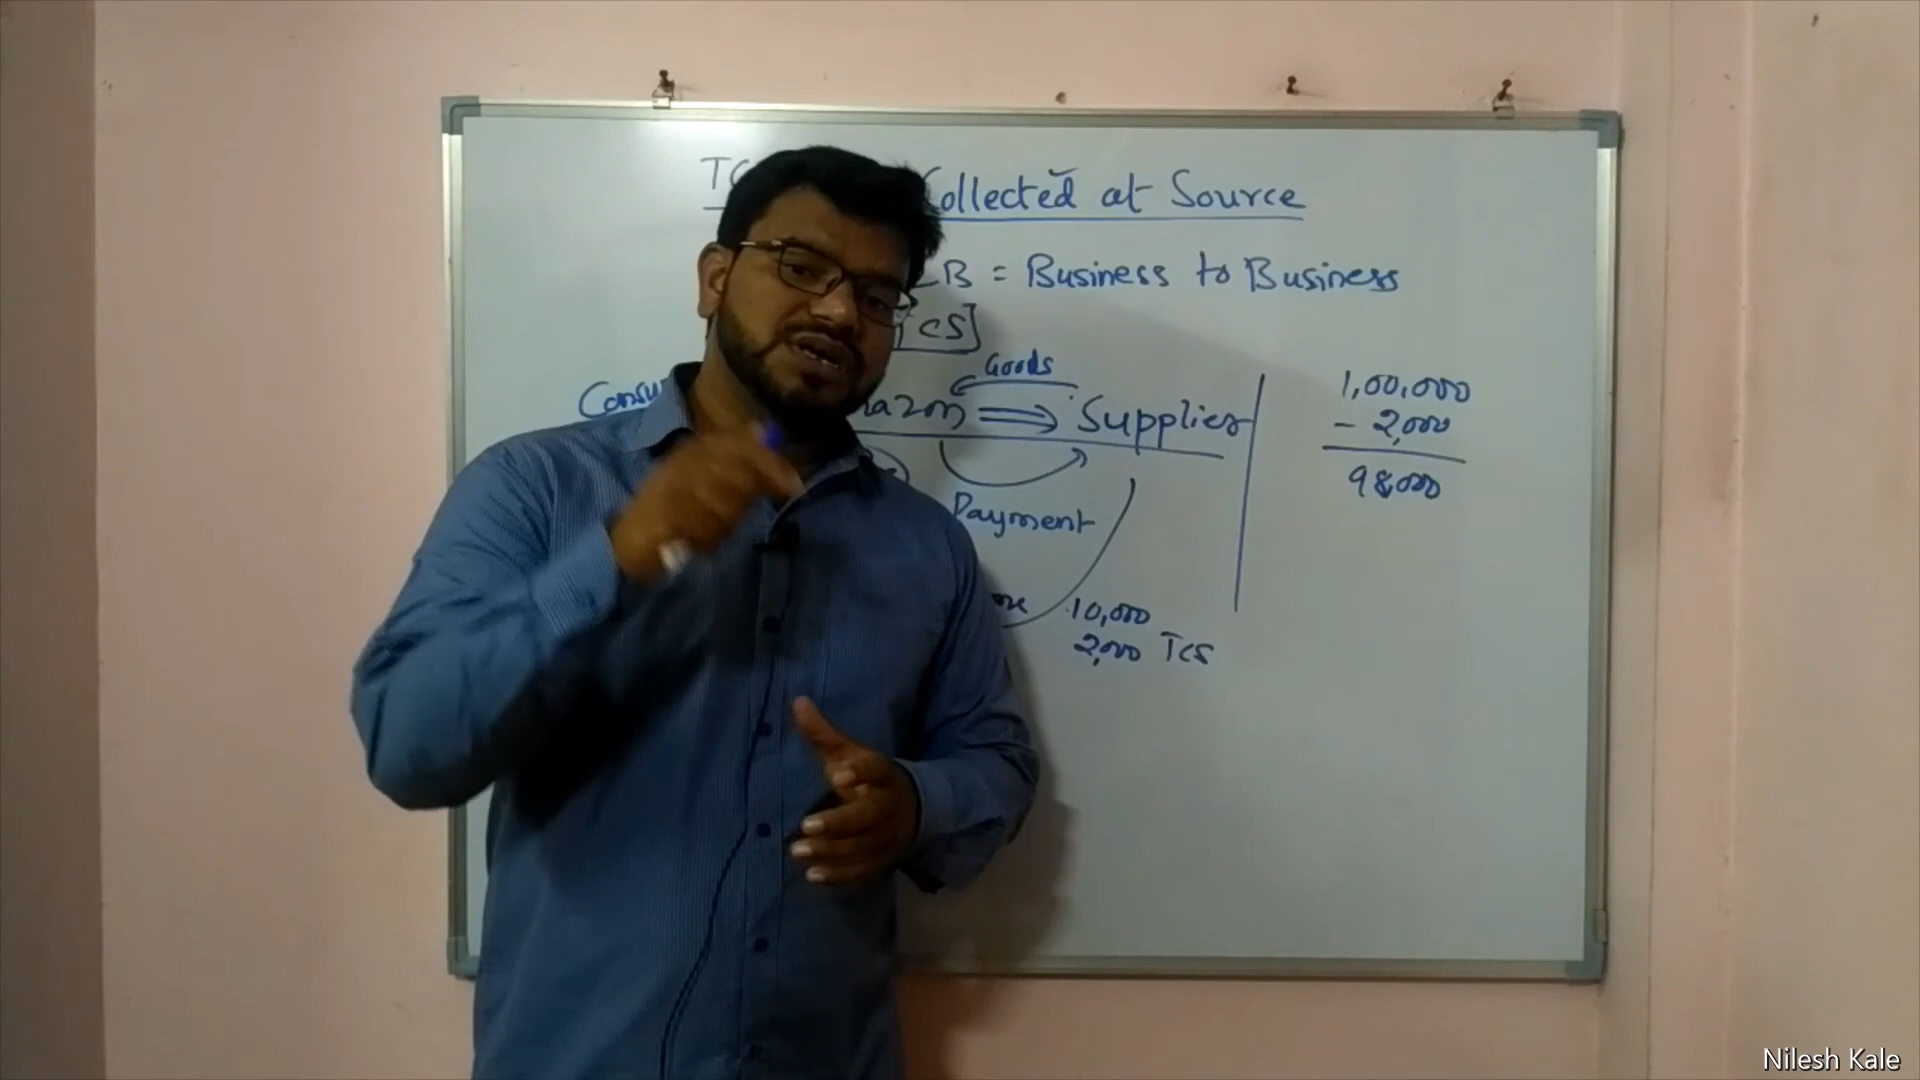 Collected at Source
B = Business to Business
TCS]
Goods
Supplier
1,00,000
- 2,000
98,000
Payment
10,000
2,000 TCS
Nilesh Kale